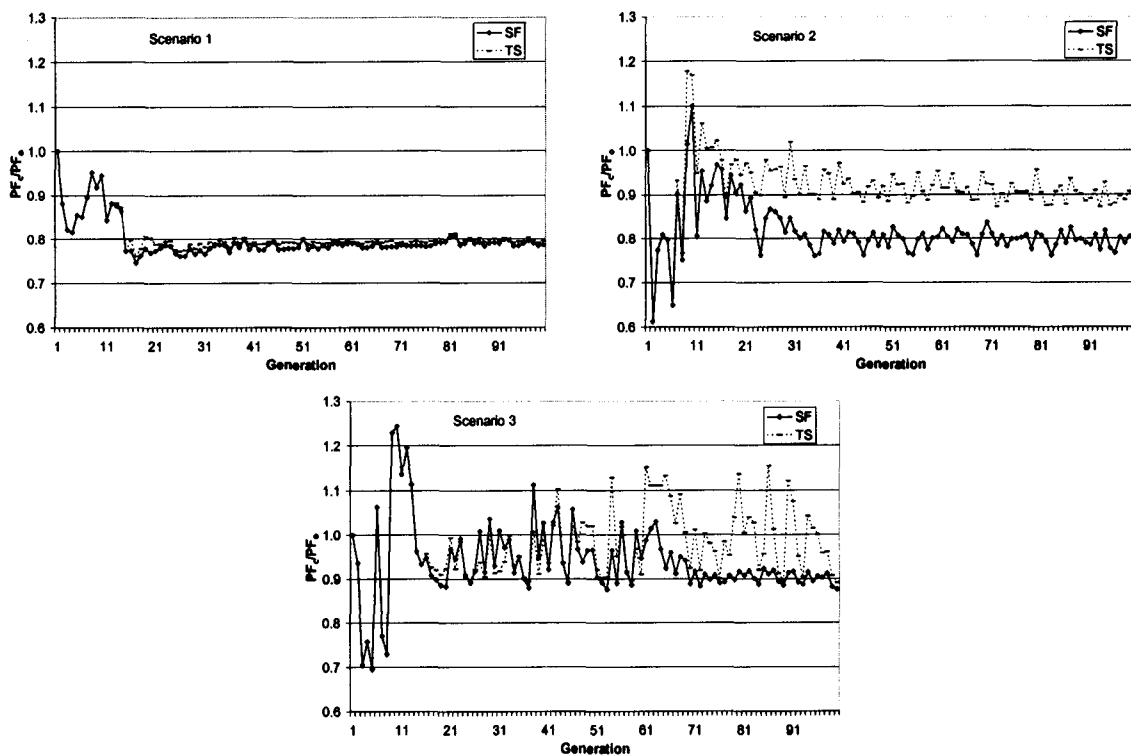 Scenario 1
SF
TS
1.3
1.2
1.1
1.0
0.9
0.8
0.7
0.6
PFc/PFo
1 11 21 31 41 51 61 71 81 91
Generation
Scenario 2
SF
TS
1.3
1.2
1.1
1.0
0.9
0.8
0.7
0.6
PFc/PFo
1 11 21 31 41 51 61 71 81 91
Generation
Scenario 3
SF
TS
1.3
1.2
1.1
1.0
0.9
0.8
0.7
0.6
PFc/PFo
1 11 21 31 41 51 61 71 81 91
Generation